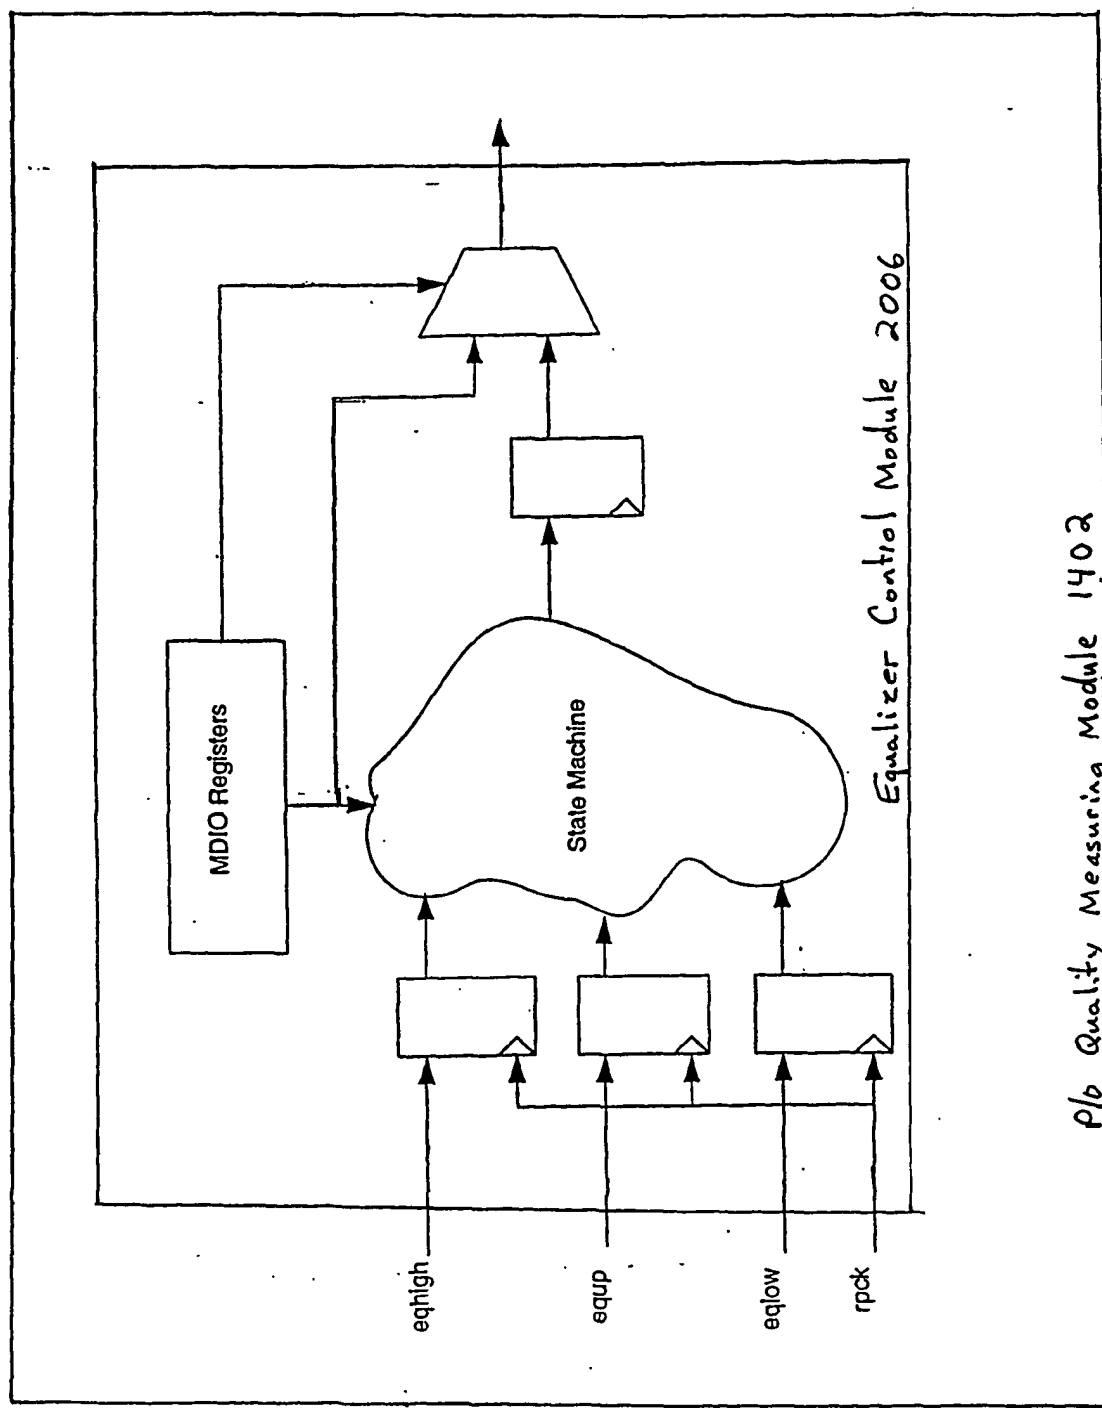 MDIO Registers
State Machine
eqhigh
equp
eqlow
rpck
Equalizer Control Module 2006
P/o Quality Measuring Module 1402